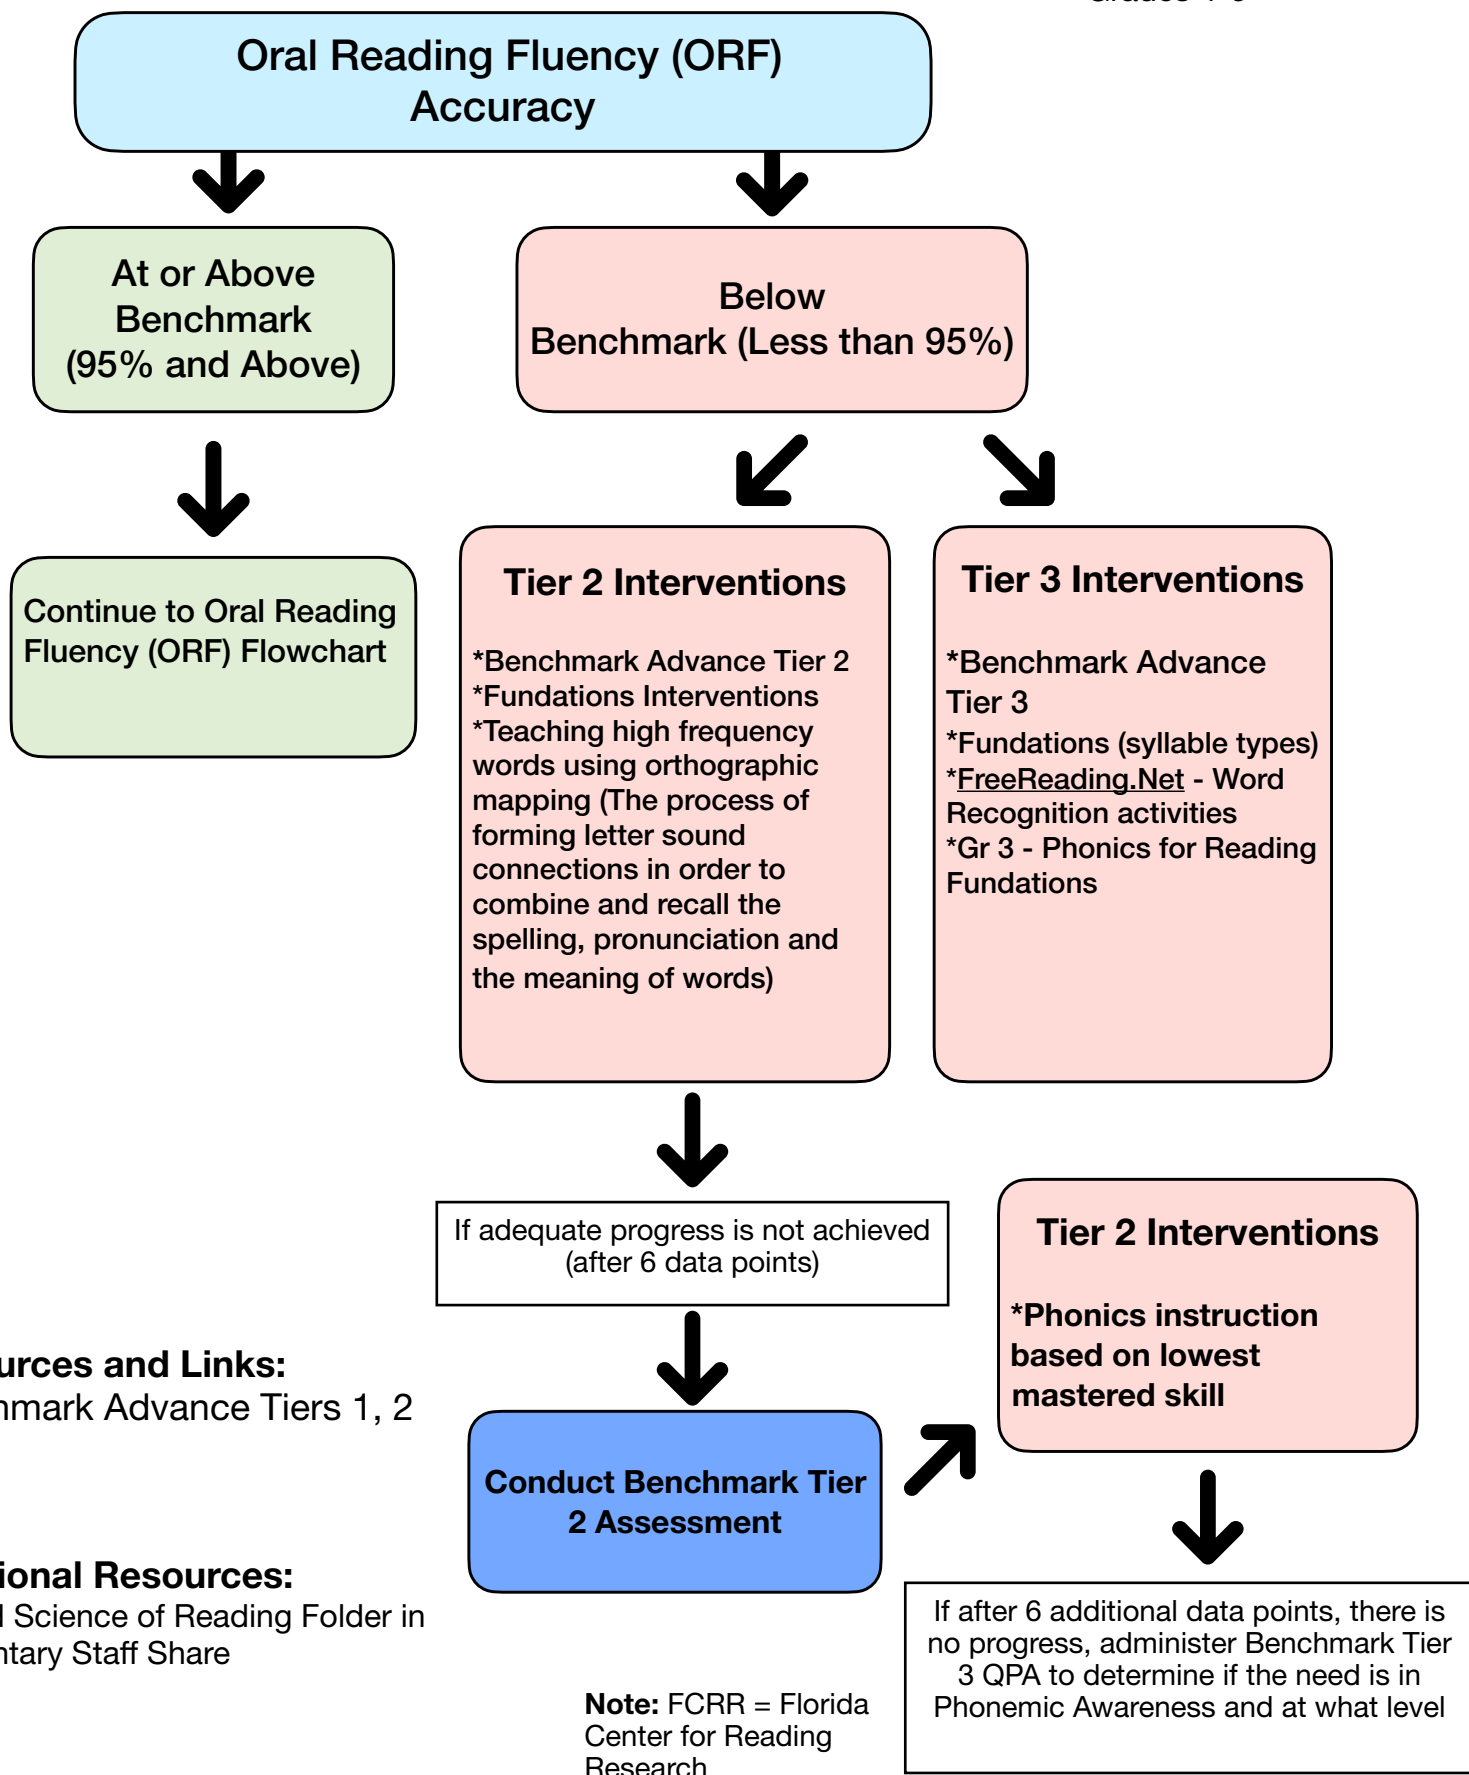 Oral Reading Fluency (ORF)
Accuracy
At or Above
Benchmark
(95% and Above)
Below
Benchmark (Less than 95%)
Continue to Oral Reading
Fluency (ORF) Flowchart
Tier 2 Interventions
*Benchmark Advance Tier 2
*Fundations Interventions
*Teaching high frequency
words using orthographic
mapping (The process of
forming letter sound
connections in order to
combine and recall the
spelling, pronunciation and
the meaning of words)
Tier 3 Interventions
*Benchmark Advance
Tier 3
*Fundations (syllable types)
*FreeReading.Net - Word
Recognition activities
*Gr 3 - Phonics for Reading
Fundations
If adequate progress is not achieved
(after 6 data points)
Tier 2 Interventions
*Phonics instruction
based on lowest
mastered skill
urces and Links:
hmark Advance Tiers 1, 2
Conduct Benchmark Tier
2 Assessment
ional Resources:
Science of Reading Folder in
ntary Staff Share
If after 6 additional data points, there is
no progress, administer Benchmark Tier
3 QPA to determine if the need is in
Phonemic Awareness and at what level
Note: FCRR = Florida
Center for Reading
Research